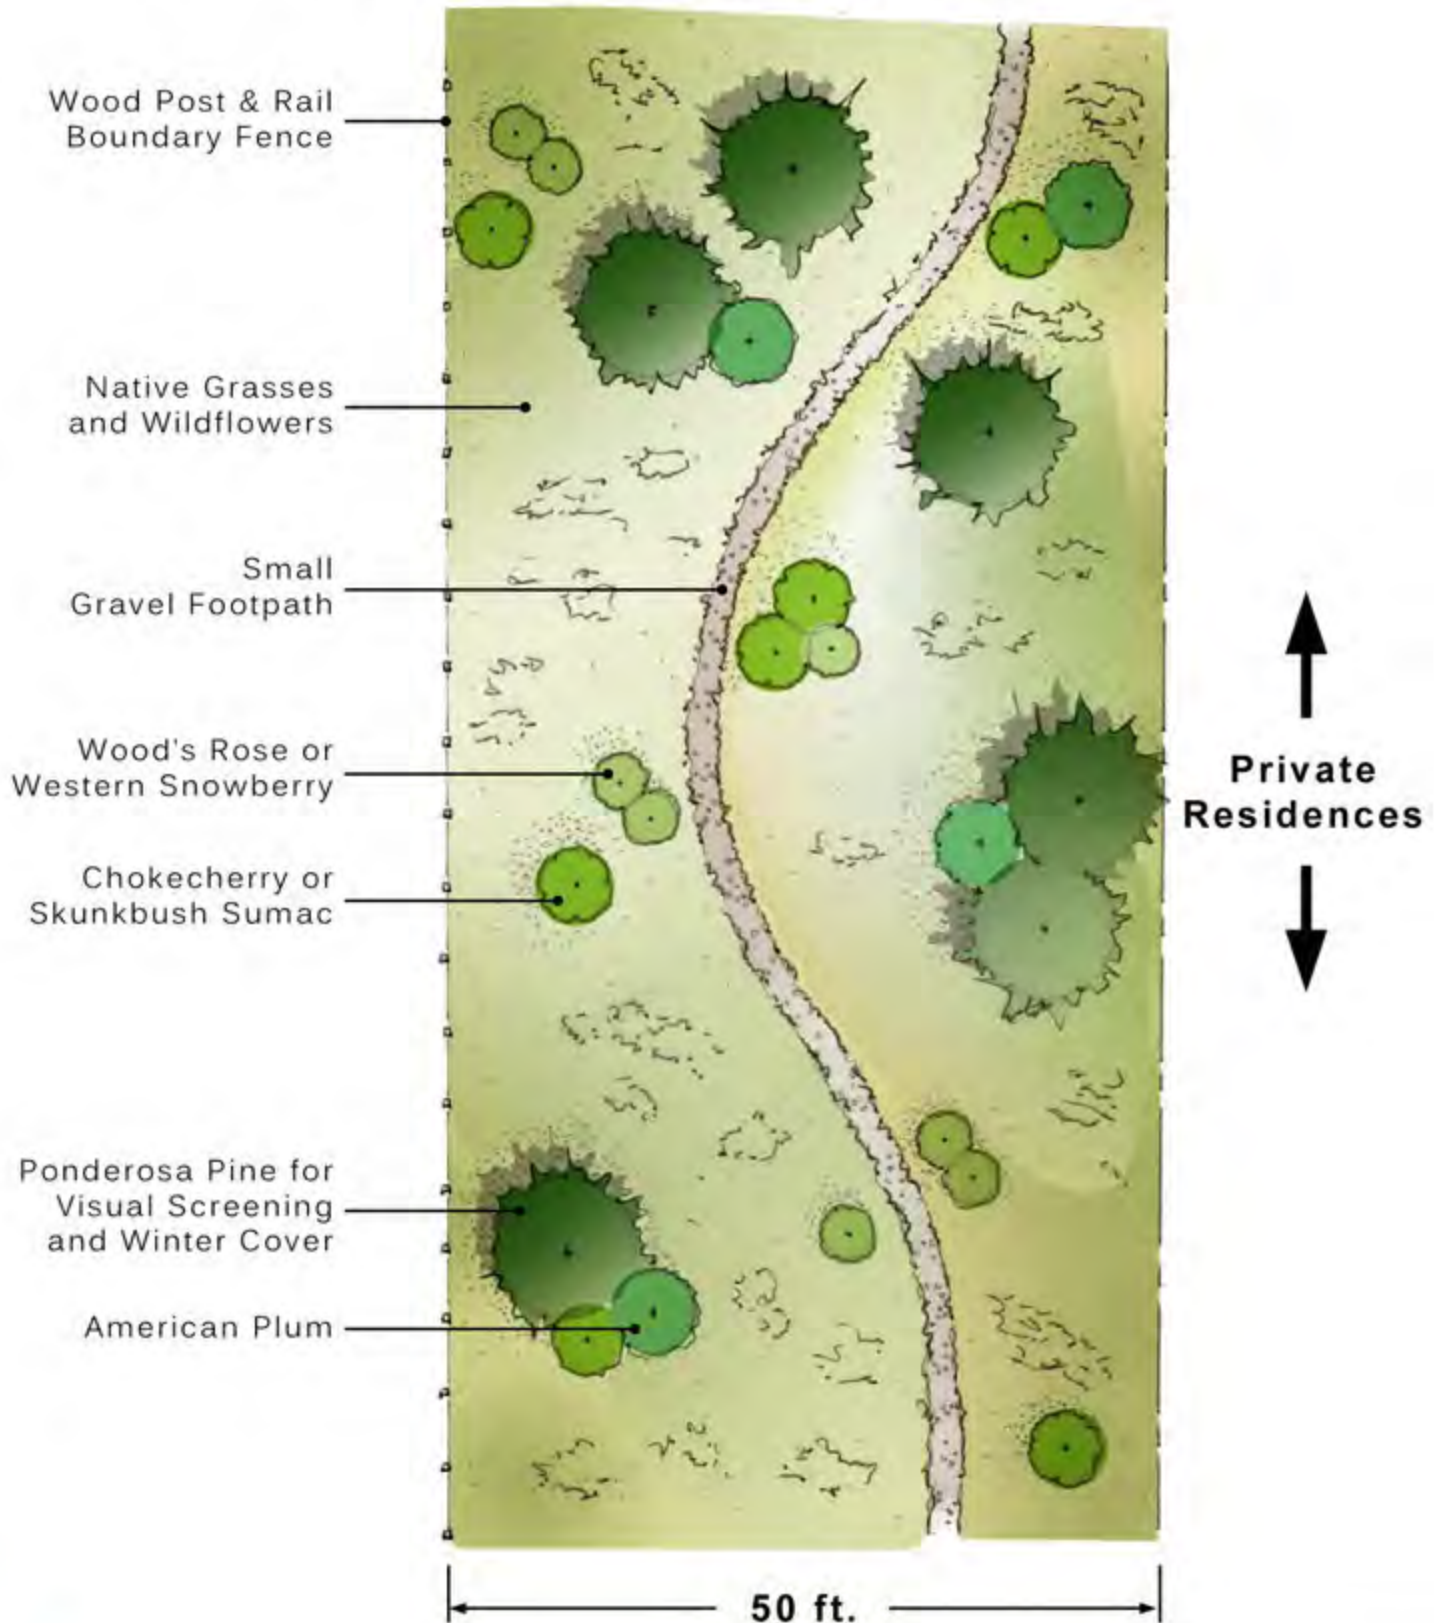 Wood Post & Rail
Boundary Fence
Native Grasses
and Wildflowers
Small
Gravel Footpath
Wood's Rose or
Western Snowberry
Chokecherry or
Skunkbush Sumac
Private
Residences
Ponderosa Pine for
Visual Screening
and Winter Cover
American Plum
50 ft.